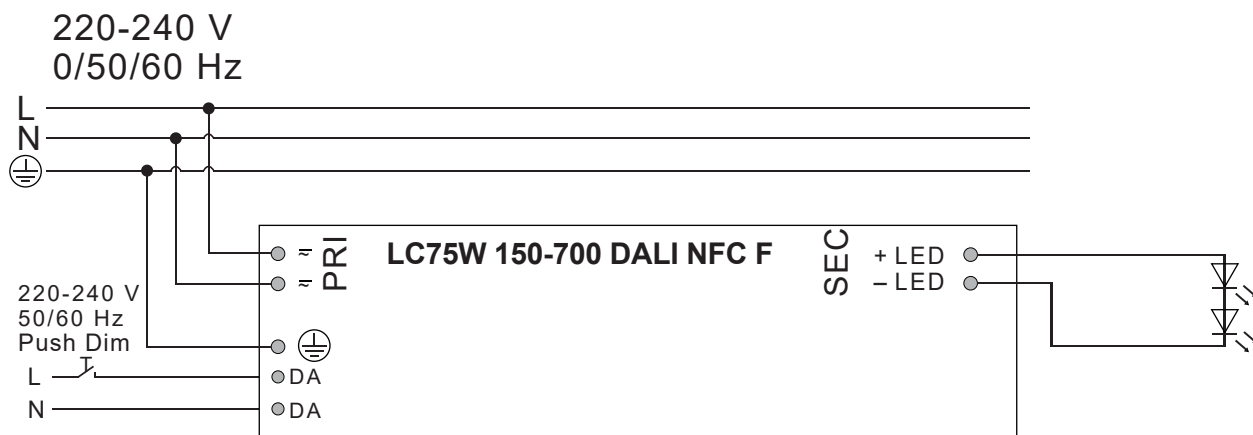 220-240 V
0/50/60 Hz
L
N
PRI
LC75W 150-700 DALI NFC F
SEC
+ LED
– LED
220-240 V
50/60 Hz
Push Dim
L
DA
N
DA